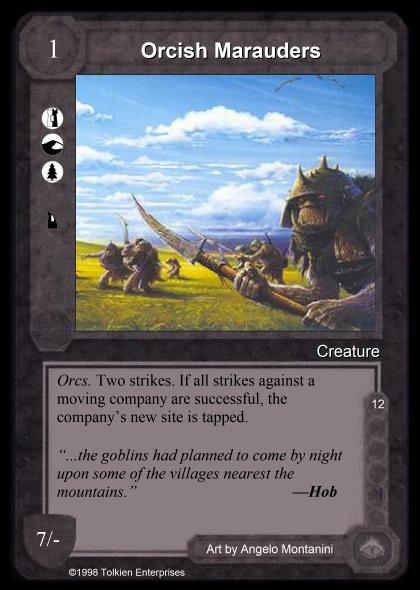 1
Orcish Marauders
Creature
Orcs. Two strikes. If all strikes against a
moving company are successful, the
company's new site is tapped.
12
“...the goblins had planned to come by night
upon some of the villages nearest the
mountains.” —Hob
7/-
Art by Angelo Montanini
©1998 Tolkien Enterprises